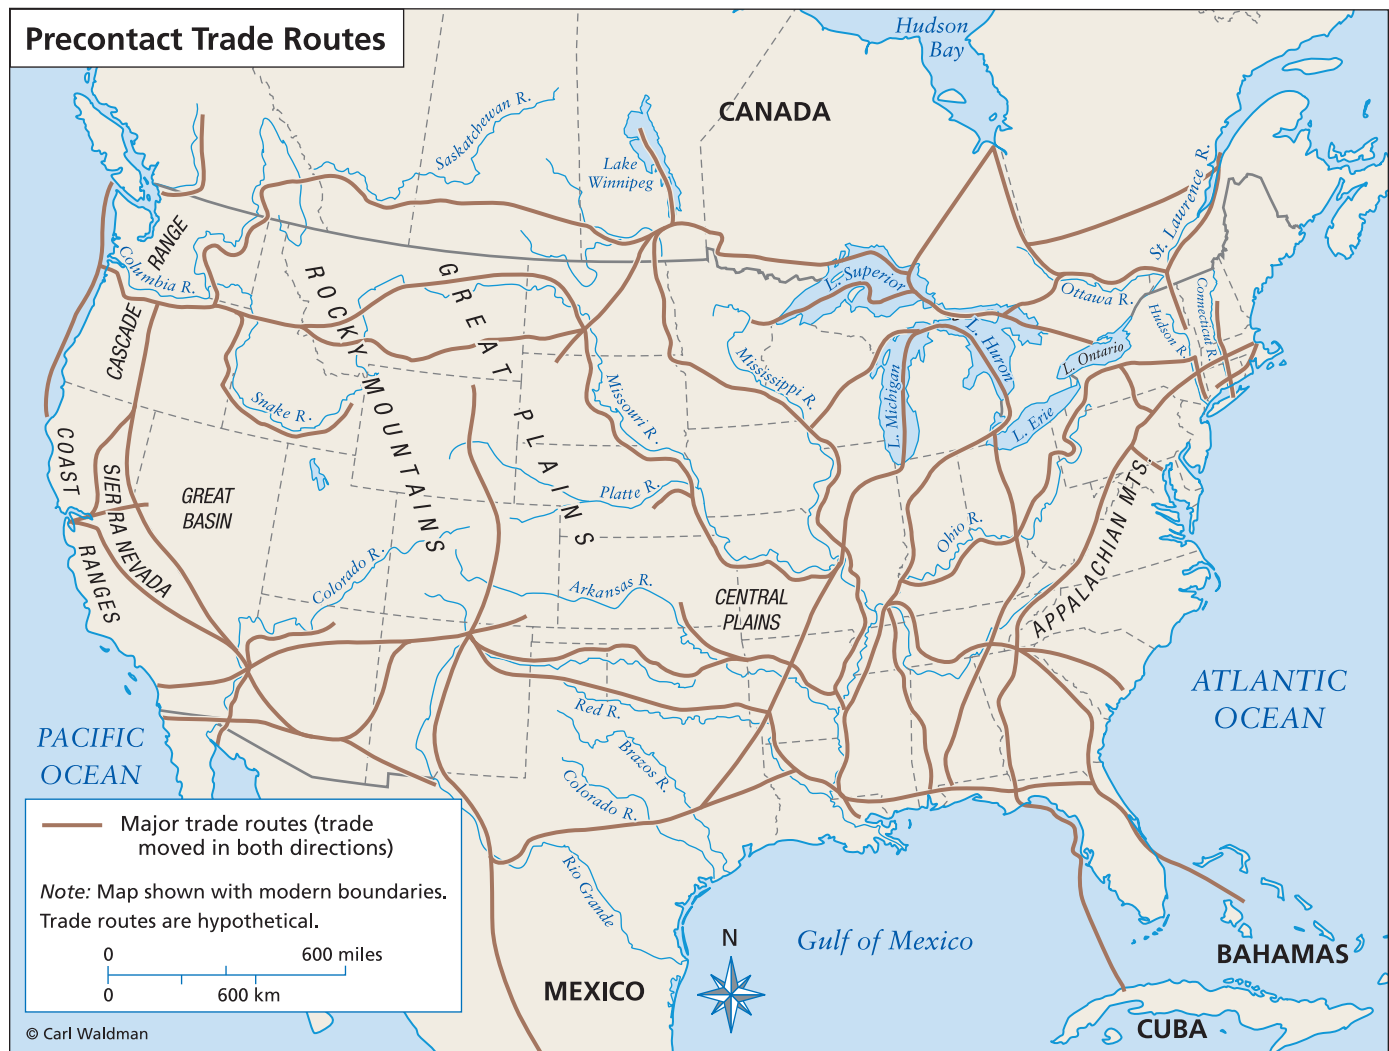 Precontact Trade Routes
Hudson
Bay
CANADA
Saskatchewan R.
Lake
Winnipeg
St. Lawrence R.
RANGE
Columbia R.
CASCADE
ROCKY MOUNTAINS
GREAT PLAINS
L. Superior
Ottawa R.
Hudson R.
Connecticut R.
L. Huron
L. Ontario
L. Michigan
L. Erie
Mississippi R.
Missouri R.
Snake R.
COAST
RANGES
SIERRA NEVADA
GREAT
BASIN
Platte R.
Ohio R.
APPALACHIAN MTS.
Colorado R.
Arkansas R.
CENTRAL
PLAINS
Red R.
Brazos R.
Colorado R.
Rio Grande
PACIFIC
OCEAN
ATLANTIC
OCEAN
Gulf of Mexico
N
MEXICO
BAHAMAS
CUBA
Major trade routes (trade
moved in both directions)
Note: Map shown with modern boundaries.
Trade routes are hypothetical.
0 600 miles
0 600 km
© Carl Waldman